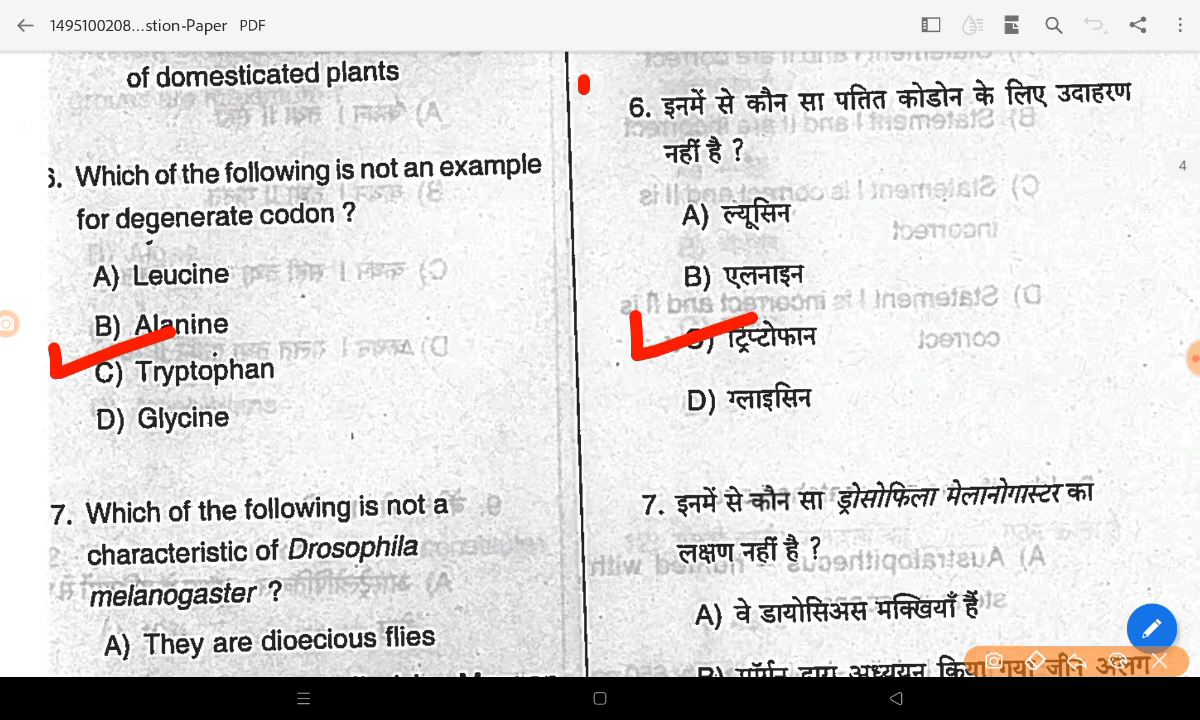 1495100208...stion-Paper PDF
of domesticated plants
6. Which of the following is not an example
for degenerate codon ?
A) Leucine
B) Alanine
C) Tryptophan
D) Glycine
7. Which of the following is not a
characteristic of Drosophila
melanogaster ?
A) They are dioecious flies
6. इनमें से कौन सा पतित कोडोन के लिए उदाहरण
नहीं है ?
A) ल्यूसिन
B) एलनाइन
C) ट्रिप्टोफान
D) ग्लाइसिन
7. इनमें से कौन सा ड्रोसोफिला मेलानोगास्टर का
लक्षण नहीं है ?
A) वे डायोसिअस मक्खियाँ हैं
4